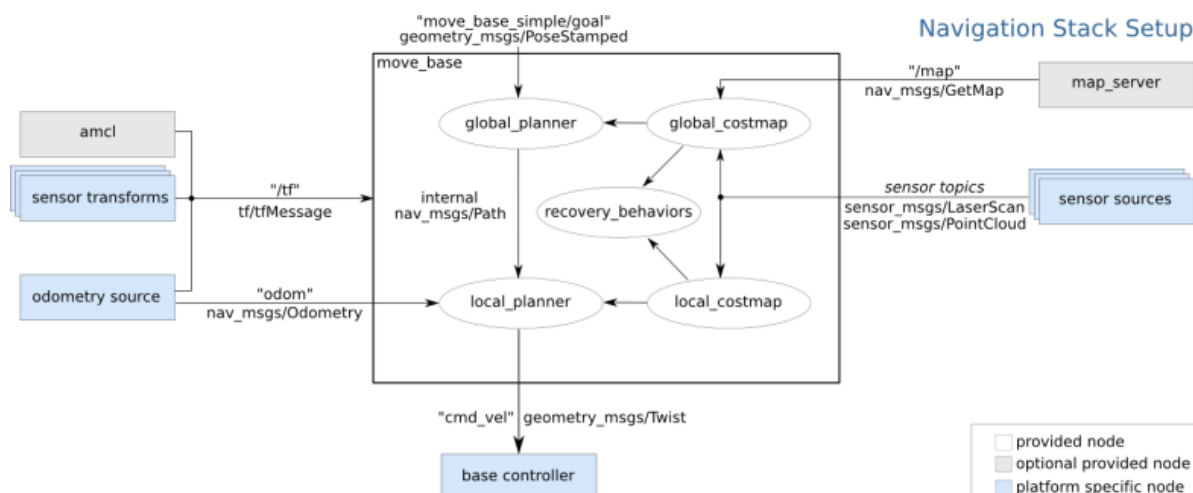 Navigation Stack Setup
"move_base_simple/goal"
geometry_msgs/PoseStamped
move_base
"/map"
nav_msgs/GetMap
map_server
amcl
global_planner
global_costmap
sensor transforms
"/tf"
tf/tfMessage
internal
nav_msgs/Path
recovery_behaviors
sensor topics
sensor_msgs/LaserScan
sensor_msgs/PointCloud
sensor sources
odometry source
"odom"
nav_msgs/Odometry
local_planner
local_costmap
"cmd_vel" geometry_msgs/Twist
base controller
provided node
optional provided node
platform specific node